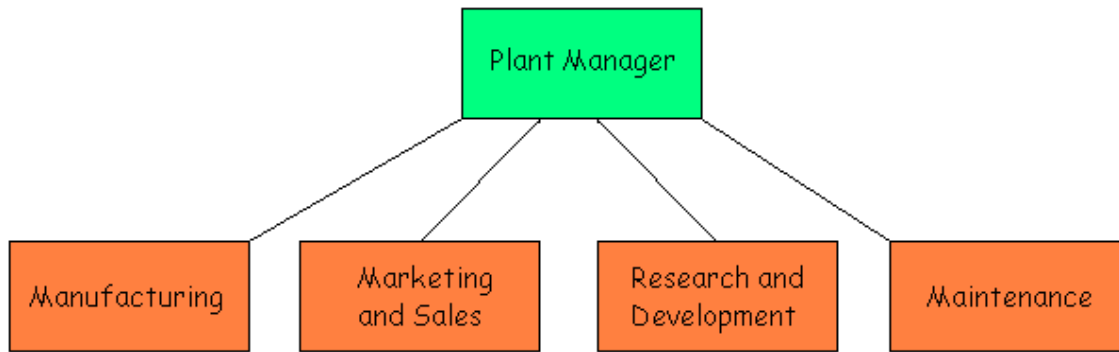 Plant Manager
Manufacturing
Marketing
and Sales
Research and
Development
Maintenance